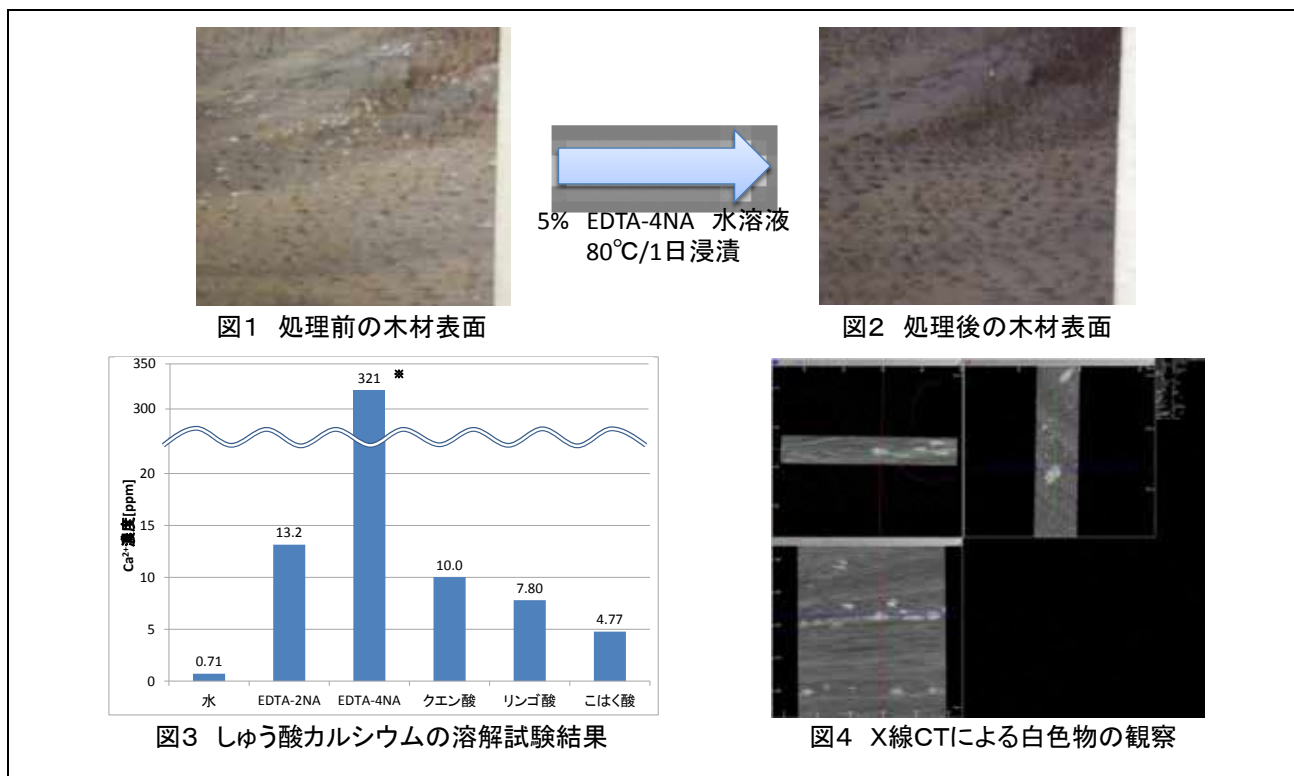 5% EDTA-4NA 水溶液
80℃/1日浸漬
図1 処理前の木材表面
図2 処理後の木材表面
350
300
20
15
10
5
0
Ca²⁺濃度[ppm]
0.71
13.2
321 ※
10.0
7.80
4.77
水
EDTA-2NA
EDTA-4NA
クエン酸
リンゴ酸
こはく酸
図3 しゅう酸カルシウムの溶解試験結果
図4 X線CTによる白色物の観察